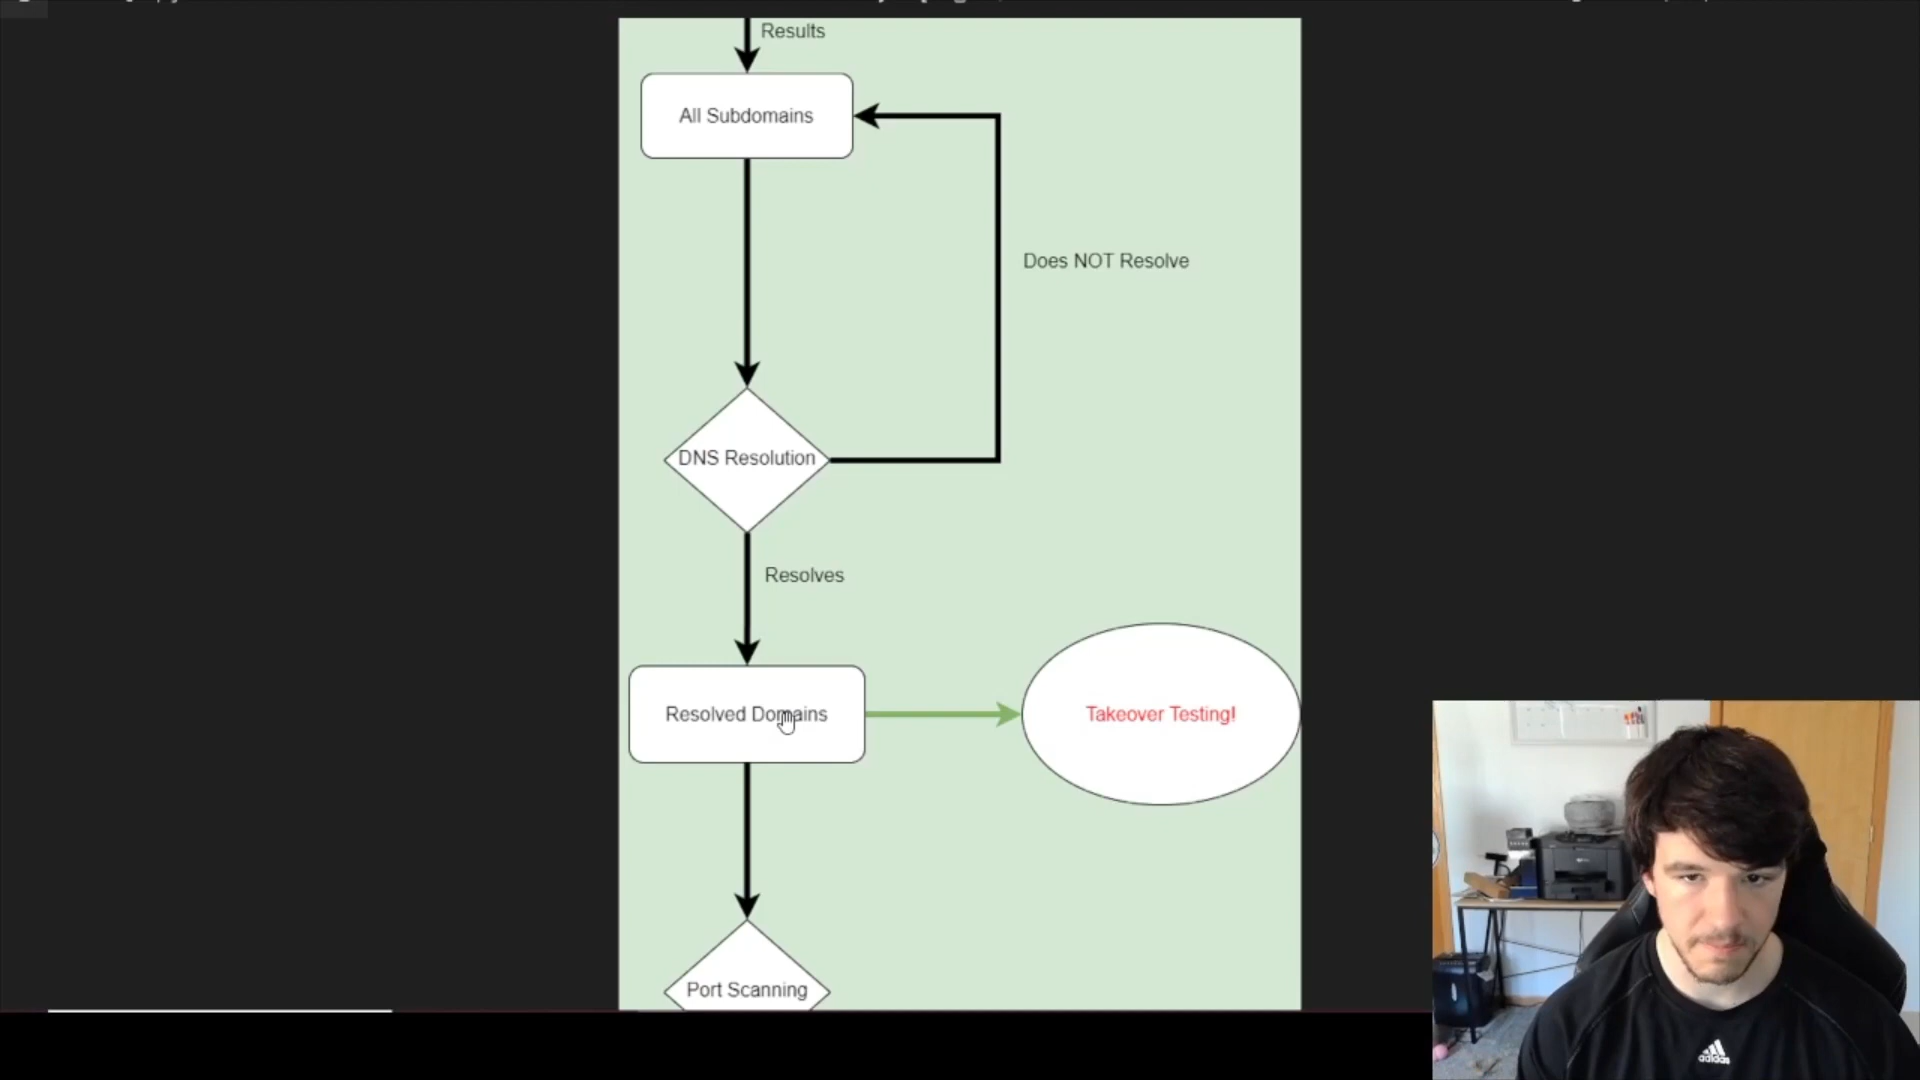 Results
All Subdomains
Does NOT Resolve
DNS Resolution
Resolves
Resolved Domains
Takeover Testing!
Port Scanning
adidas